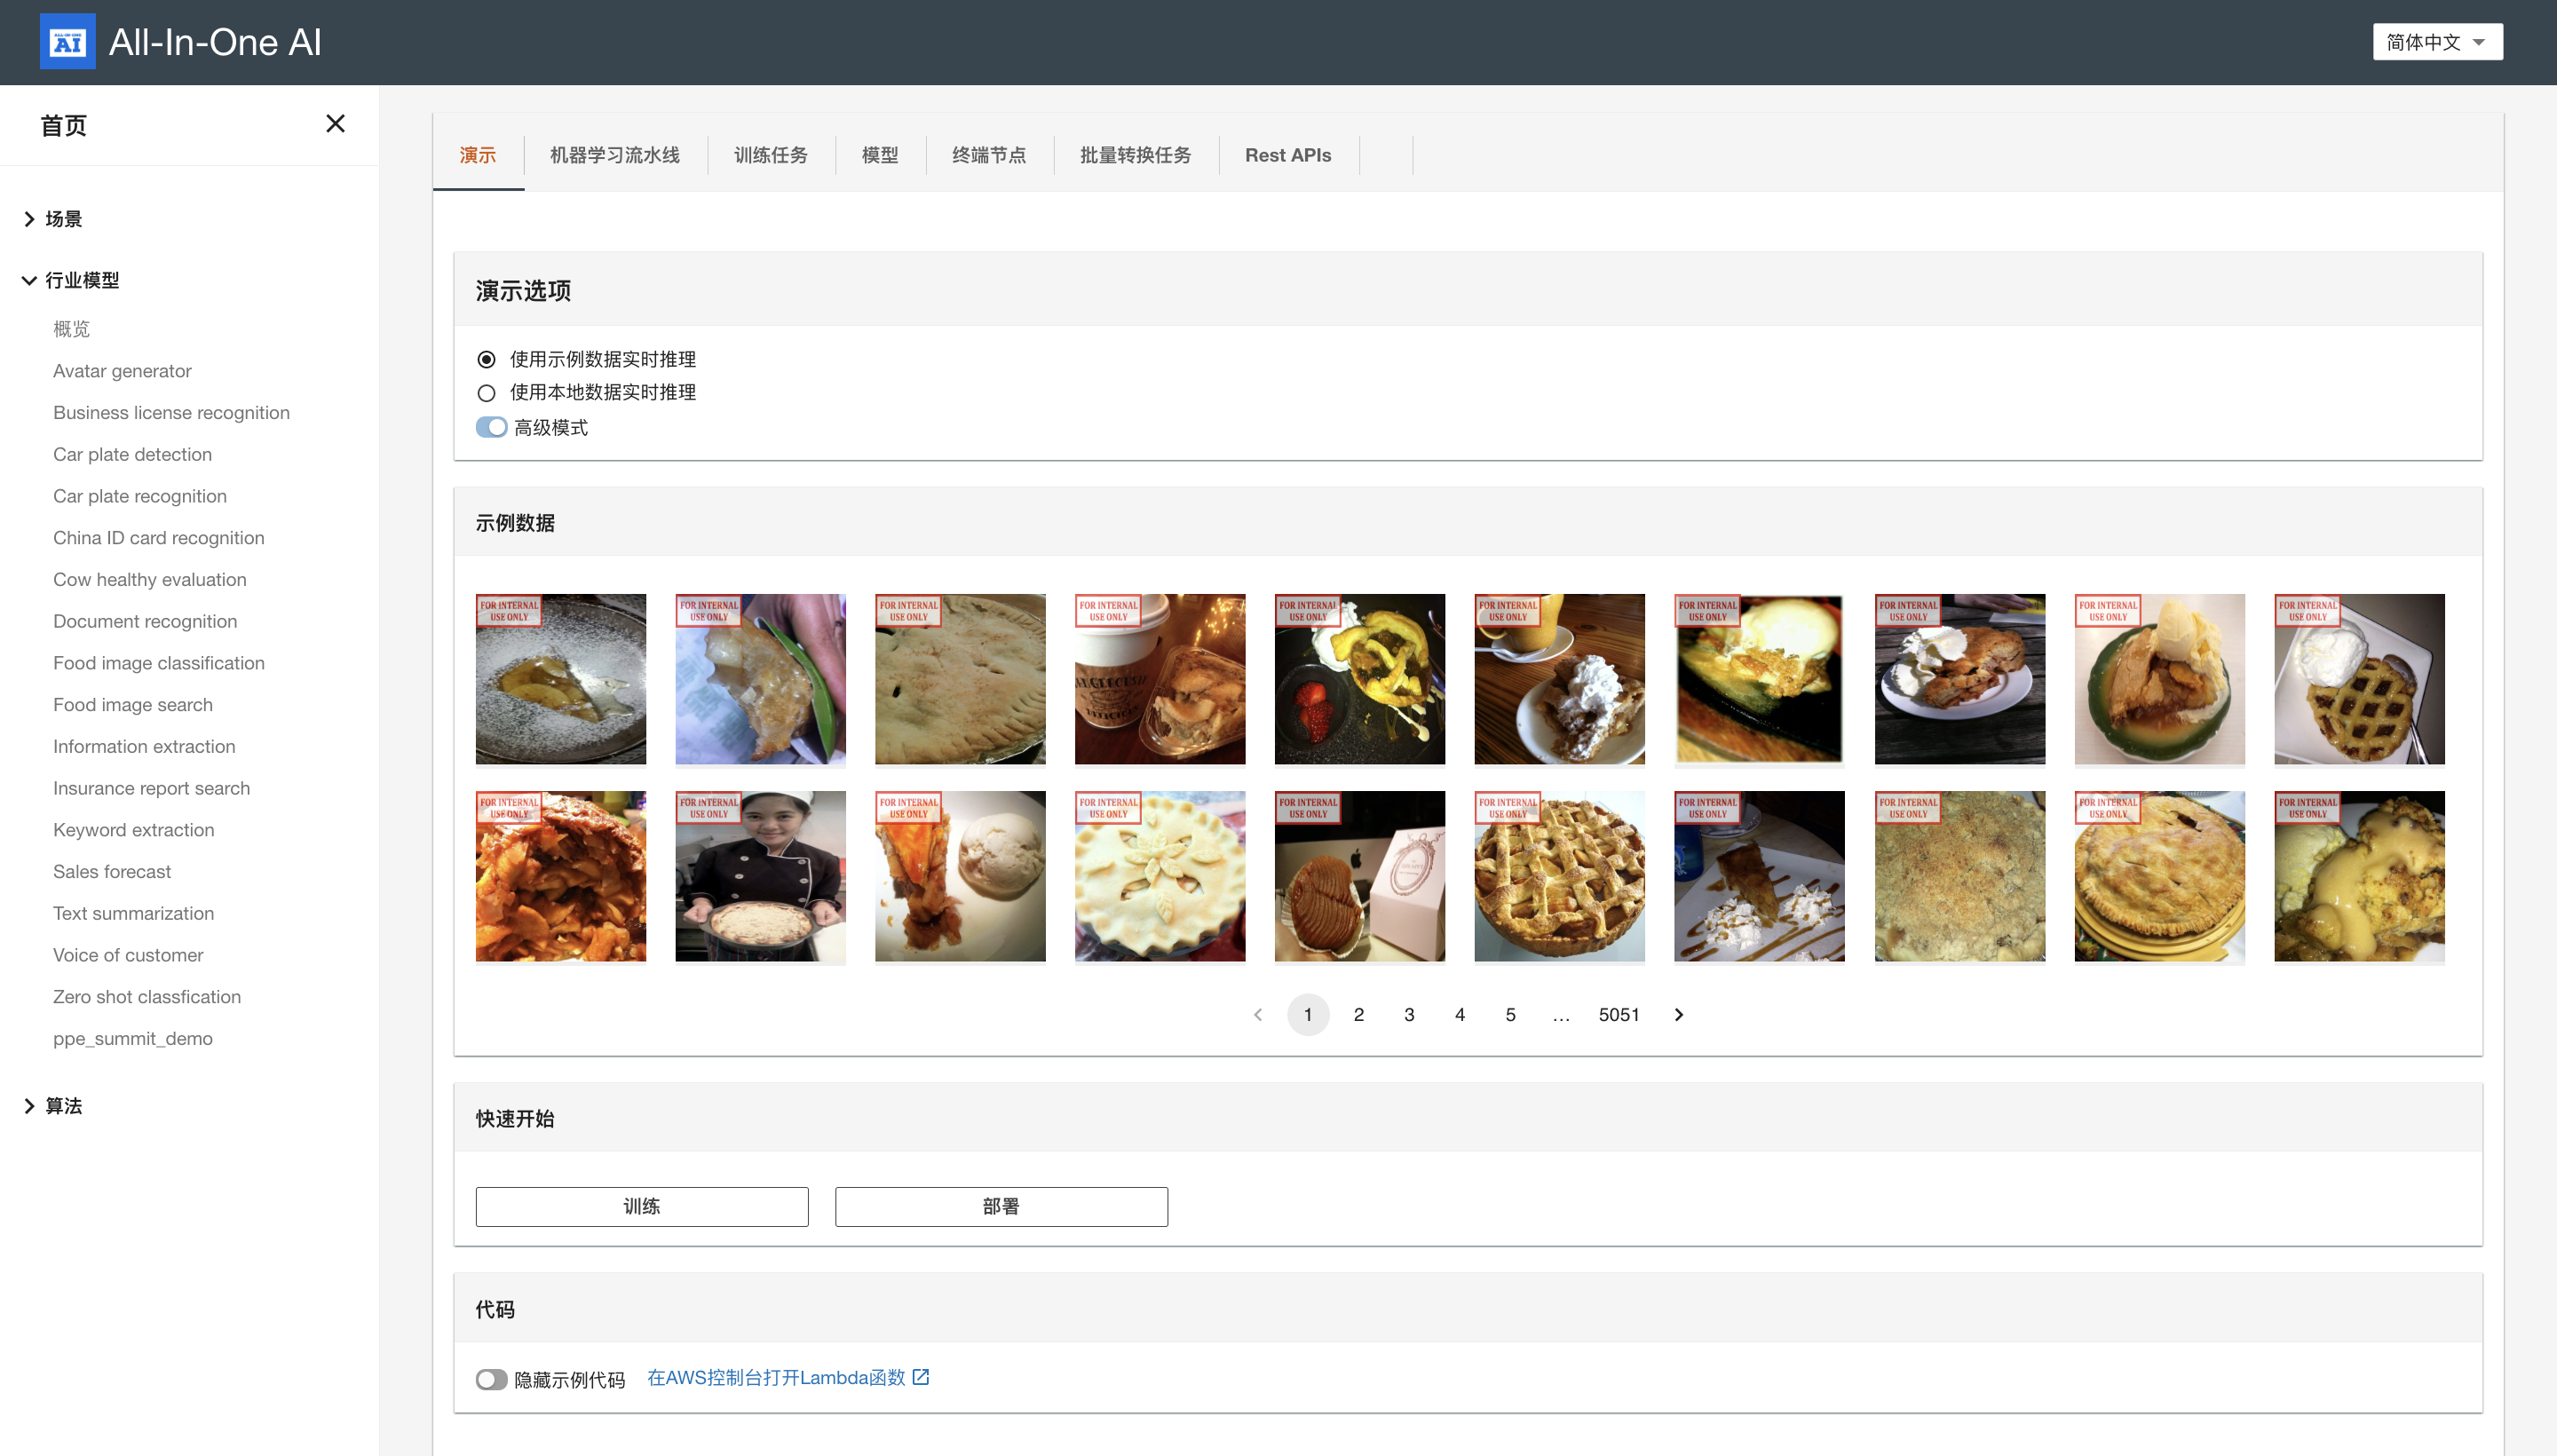 All-In-One AI
简体中文
首页
场景
行业模型
概览
Avatar generator
Business license recognition
Car plate detection
Car plate recognition
China ID card recognition
Cow healthy evaluation
Document recognition
Food image classification
Food image search
Information extraction
Insurance report search
Keyword extraction
Sales forecast
Text summarization
Voice of customer
Zero shot classfication
ppe_summit_demo
算法
演示 机器学习流水线 训练任务 模型 终端节点 批量转换任务 Rest APIs
演示选项
使用示例数据实时推理
使用本地数据实时推理
高级模式
示例数据
FOR INTERNAL
USE ONLY
FOR INTERNAL
USE ONLY
FOR INTERNAL
USE ONLY
FOR INTERNAL
USE ONLY
FOR INTERNAL
USE ONLY
FOR INTERNAL
USE ONLY
FOR INTERNAL
USE ONLY
FOR INTERNAL
USE ONLY
FOR INTERNAL
USE ONLY
FOR INTERNAL
USE ONLY
FOR INTERNAL
USE ONLY
FOR INTERNAL
USE ONLY
FOR INTERNAL
USE ONLY
FOR INTERNAL
USE ONLY
FOR INTERNAL
USE ONLY
FOR INTERNAL
USE ONLY
FOR INTERNAL
USE ONLY
FOR INTERNAL
USE ONLY
FOR INTERNAL
USE ONLY
FOR INTERNAL
USE ONLY
1 2 3 4 5 … 5051
快速开始
训练 部署
代码
隐藏示例代码 在AWS控制台打开Lambda函数